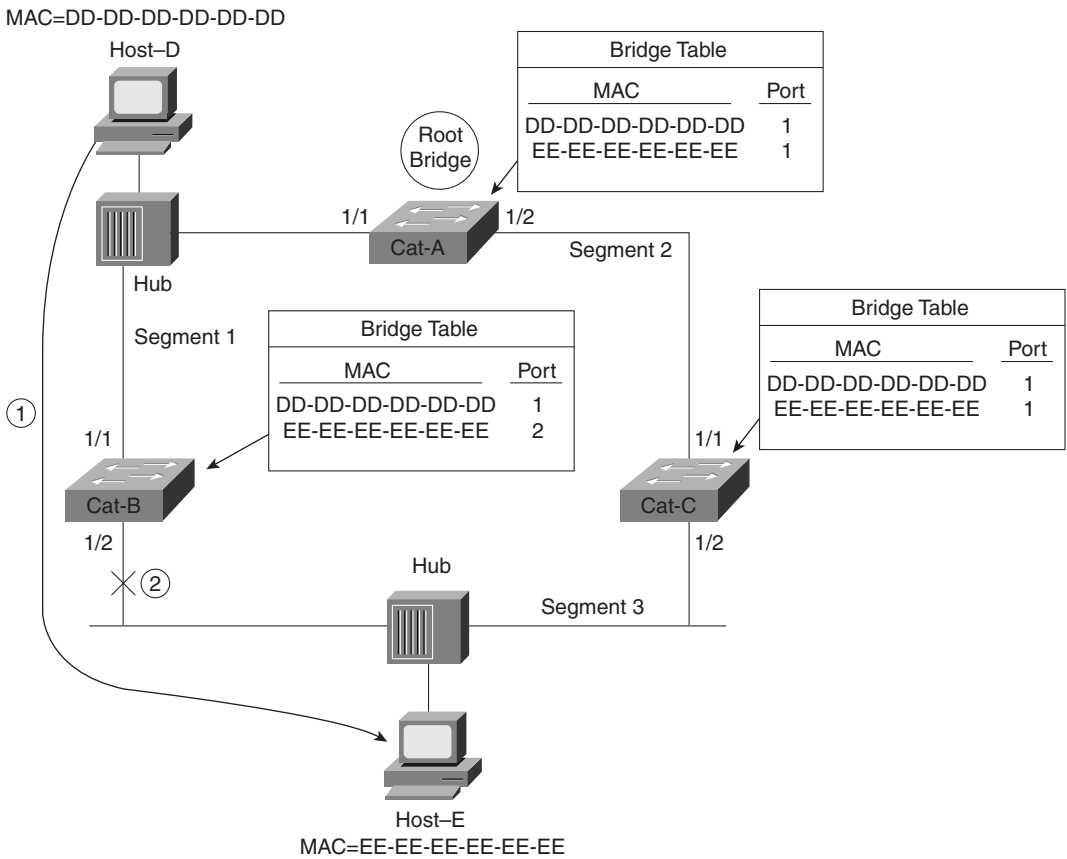 MAC=DD-DD-DD-DD-DD-DD
Host–D
Bridge Table
MAC Port
DD-DD-DD-DD-DD-DD 1
EE-EE-EE-EE-EE-EE 1
Root
Bridge
1/1
1/2
Cat-A
Segment 2
Hub
Segment 1
Bridge Table
MAC Port
DD-DD-DD-DD-DD-DD 1
EE-EE-EE-EE-EE-EE 2
Bridge Table
MAC Port
DD-DD-DD-DD-DD-DD 1
EE-EE-EE-EE-EE-EE 1
1
1/1
Cat-B
1/2
2
1/1
Cat-C
1/2
Hub
Segment 3
Host–E
MAC=EE-EE-EE-EE-EE-EE